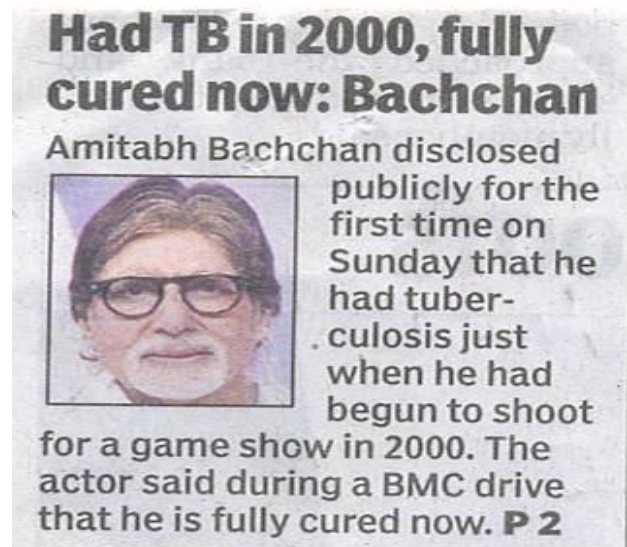 Had TB in 2000, fully
cured now: Bachchan
Amitabh Bachchan disclosed
publicly for the
first time on
Sunday that he
had tuber-
culosis just
when he had
begun to shoot
for a game show in 2000. The
actor said during a BMC drive
that he is fully cured now. P 2